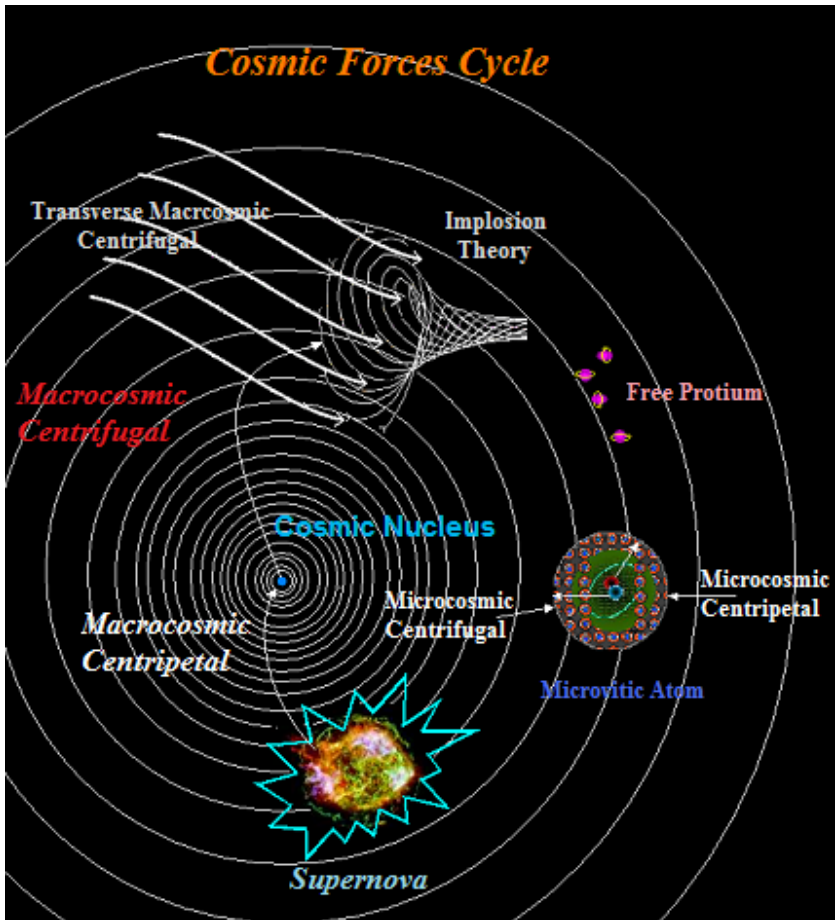 Cosmic Forces Cycle
Transverse Macrcosmic
Centrifugal
Implosion
Theory
Macrocosmic
Centrifugal
Free Protium
Cosmic Nucleus
Microcosmic
Centrifugal
Microcosmic
Centripetal
Macrocosmic
Centripetal
Microvitic Atom
Supernova